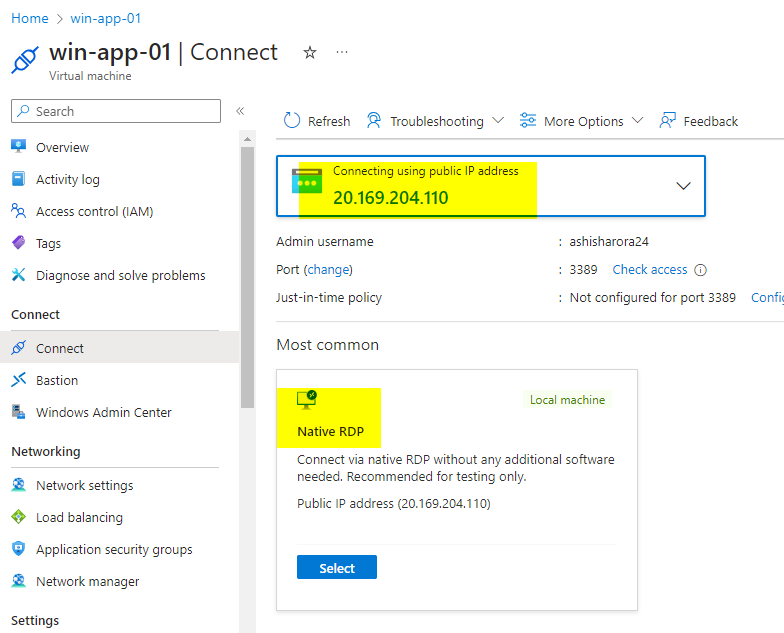 Home > win-app-01
win-app-01 | Connect
Virtual machine
Search
Overview
Activity log
Access control (IAM)
Tags
Diagnose and solve problems
Connect
Connect
Bastion
Windows Admin Center
Networking
Network settings
Load balancing
Application security groups
Network manager
Settings
Refresh Troubleshooting More Options Feedback
Connecting using public IP address
20.169.204.110
Admin username : ashisharora24
Port (change) : 3389 Check access
Just-in-time policy : Not configured for port 3389 Confi
Most common
Local machine
Native RDP
Connect via native RDP without any additional software
needed. Recommended for testing only.
Public IP address (20.169.204.110)
Select